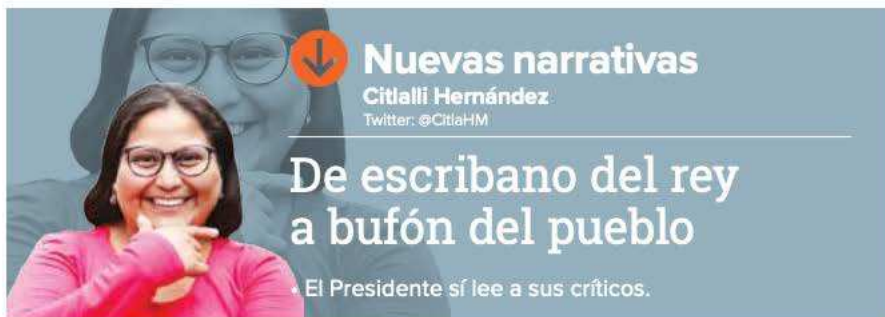 Nuevas narrativas
Citlalli Hernández
Twitter: @CitlaHM
De escribano del rey
a bufón del pueblo
• El Presidente sí lee a sus críticos.